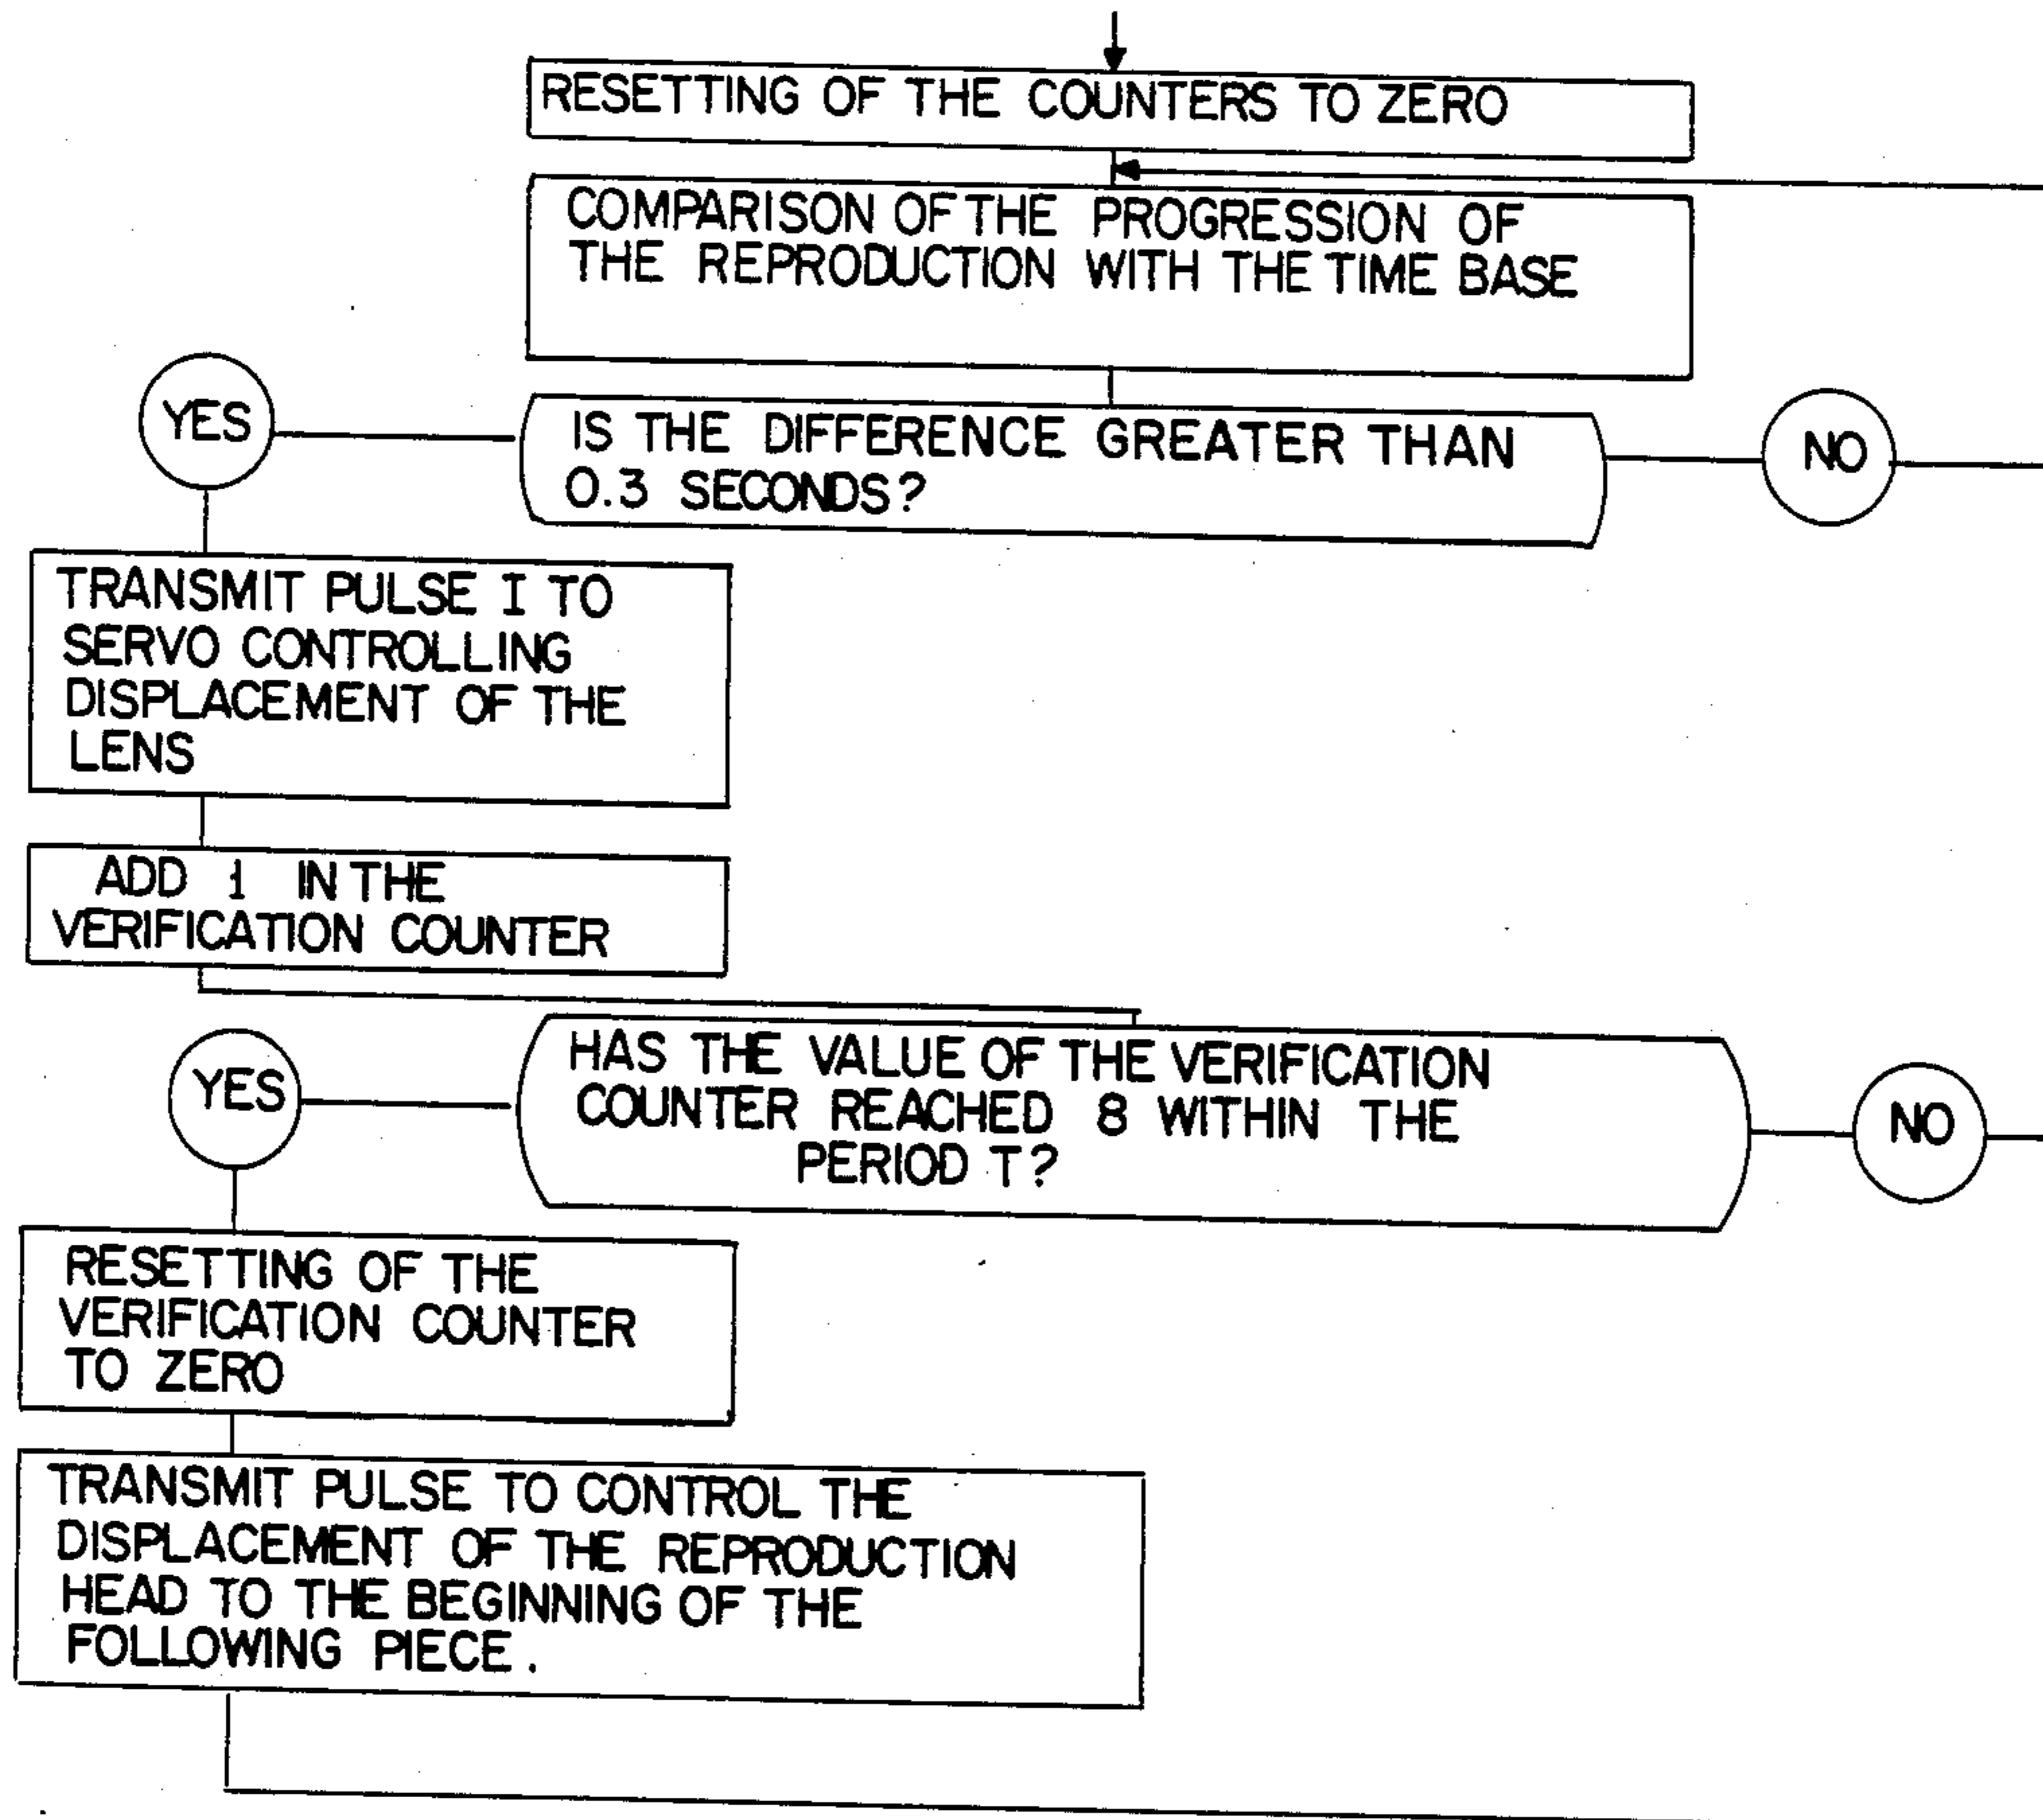 RESETTING OF THE COUNTERS TO ZERO
COMPARISON OF THE PROGRESSION OF
THE REPRODUCTION WITH THE TIME BASE
YES
IS THE DIFFERENCE GREATER THAN
0.3 SECONDS?
NO
TRANSMIT PULSE I TO
SERVO CONTROLLING
DISPLACEMENT OF THE
LENS
ADD 1 IN THE
VERIFICATION COUNTER
YES
HAS THE VALUE OF THE VERIFICATION
COUNTER REACHED 8 WITHIN THE
PERIOD T?
NO
RESETTING OF THE
VERIFICATION COUNTER
TO ZERO
TRANSMIT PULSE TO CONTROL THE
DISPLACEMENT OF THE REPRODUCTION
HEAD TO THE BEGINNING OF THE
FOLLOWING PIECE.